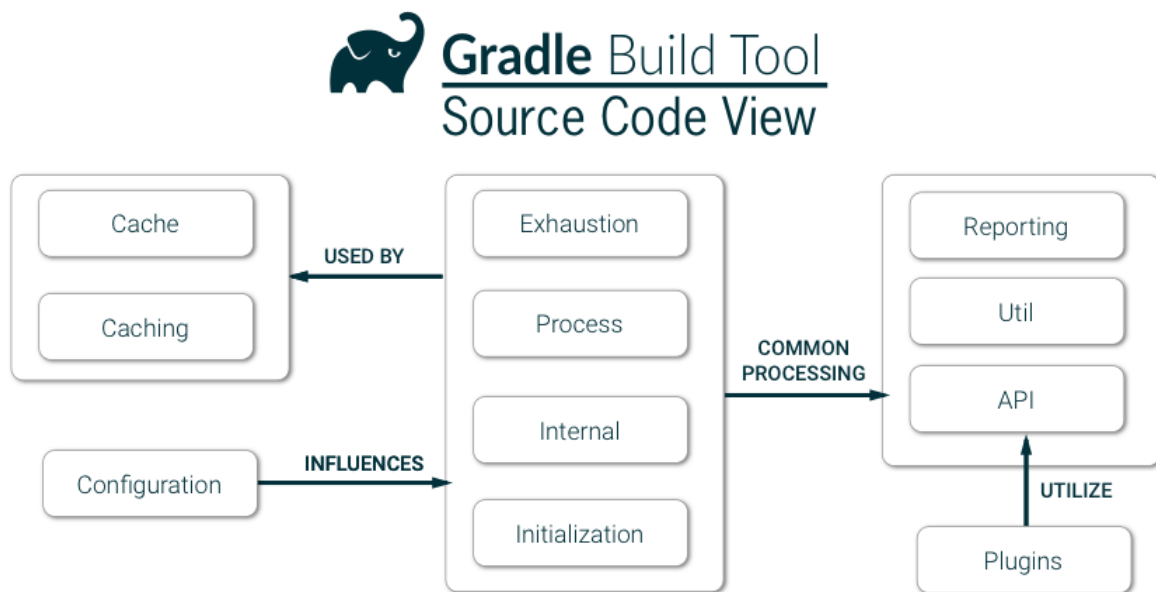 Gradle Build Tool
Source Code View
Cache
Caching
USED BY
Configuration
INFLUENCES
Exhaustion
Process
Internal
Initialization
COMMON
PROCESSING
Reporting
Util
API
UTILIZE
Plugins